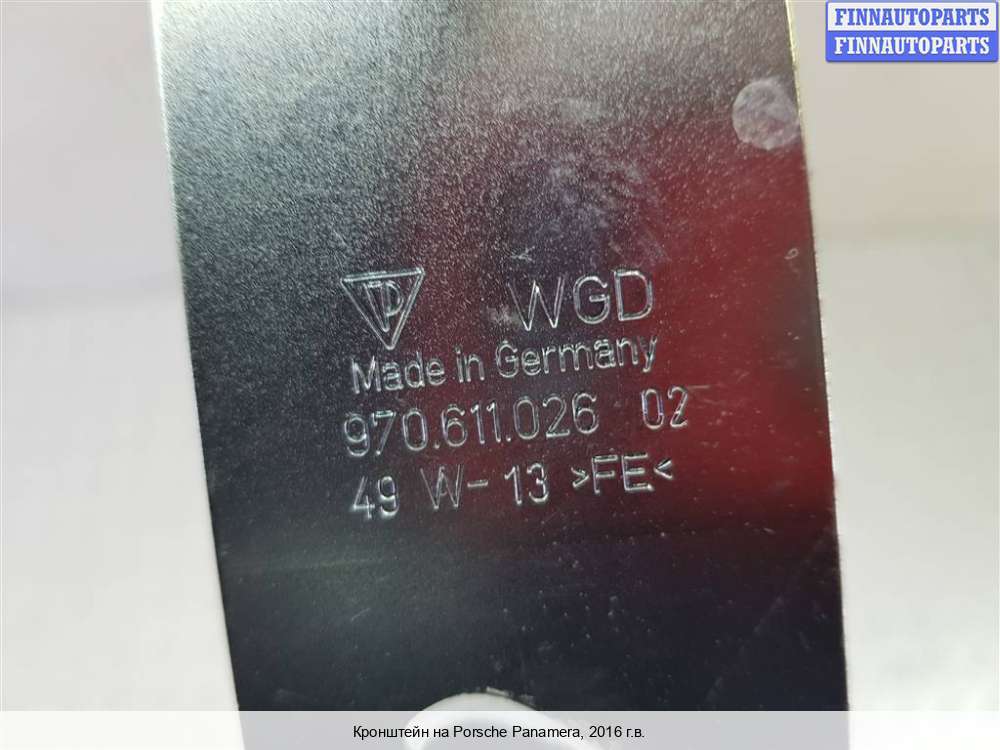 FINNAUTOPARTS
FINNAUTOPARTS
WGD
Made in Germany
970.611.026 02
49 W-13 >FE<
Кронштейн на Porsche Panamera, 2016 г.в.